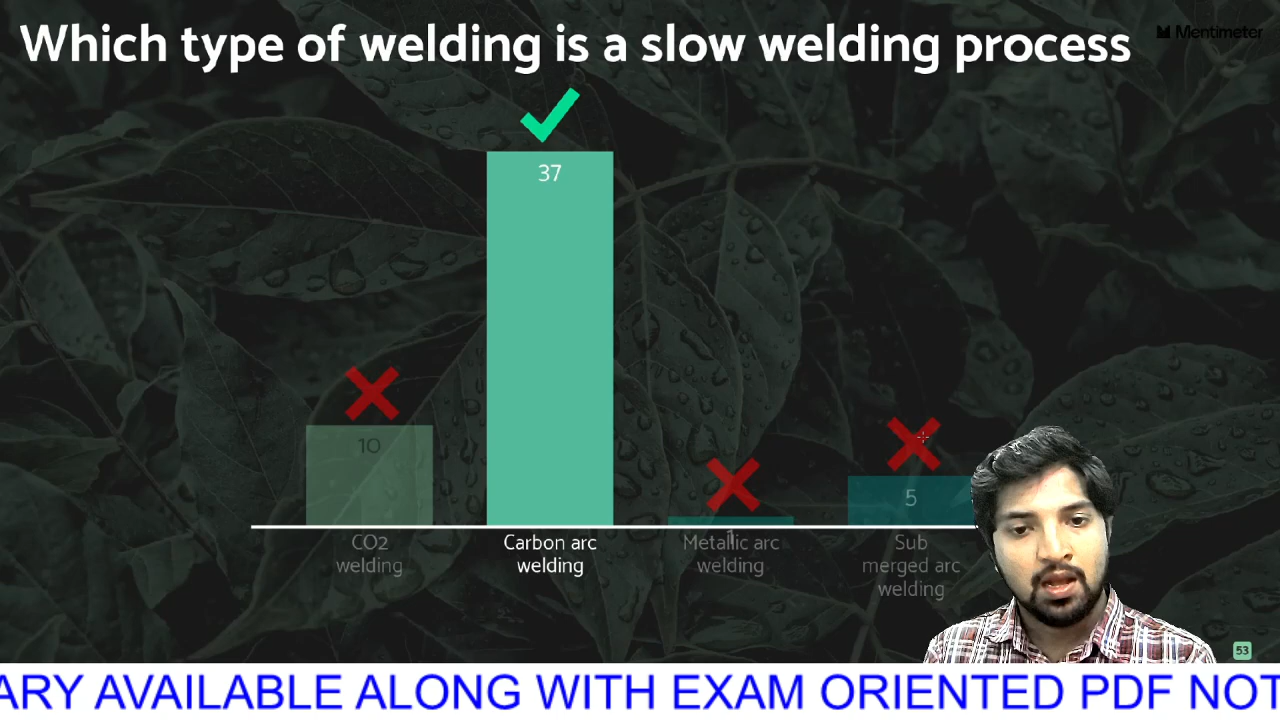 Which type of welding is a slow welding process
Mentimeter
37
10
5
1
CO2
welding
Carbon arc
welding
Metallic arc
welding
Sub
merged arc
welding
53
ARY AVAILABLE ALONG WITH EXAM ORIENTED PDF NOT